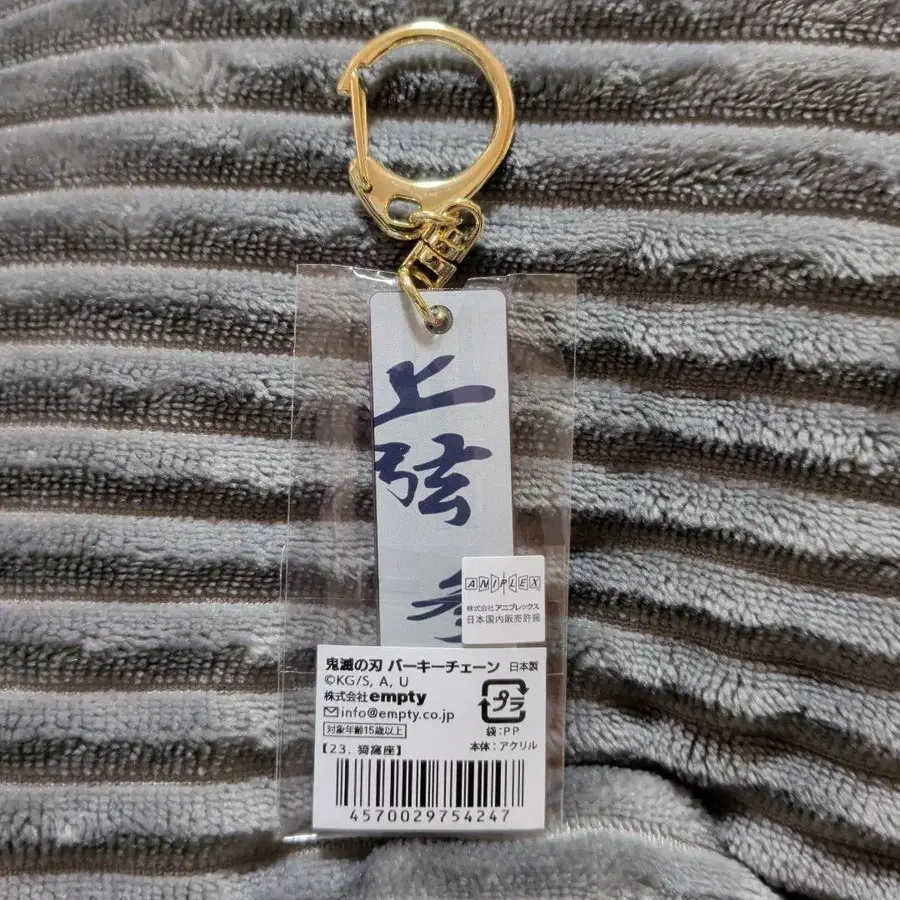 上
弦
参
ANIPLEX
株式会社アニプレックス
日本国内販売許諾
鬼滅の刃 バーキーチェーン 日本製
©KG/S, A, U
株式会社empty
info@empty.co.jp
対象年齢15歳以上
プラ
袋:PP
本体:アクリル
【23. 猗窩座】
4570029754247